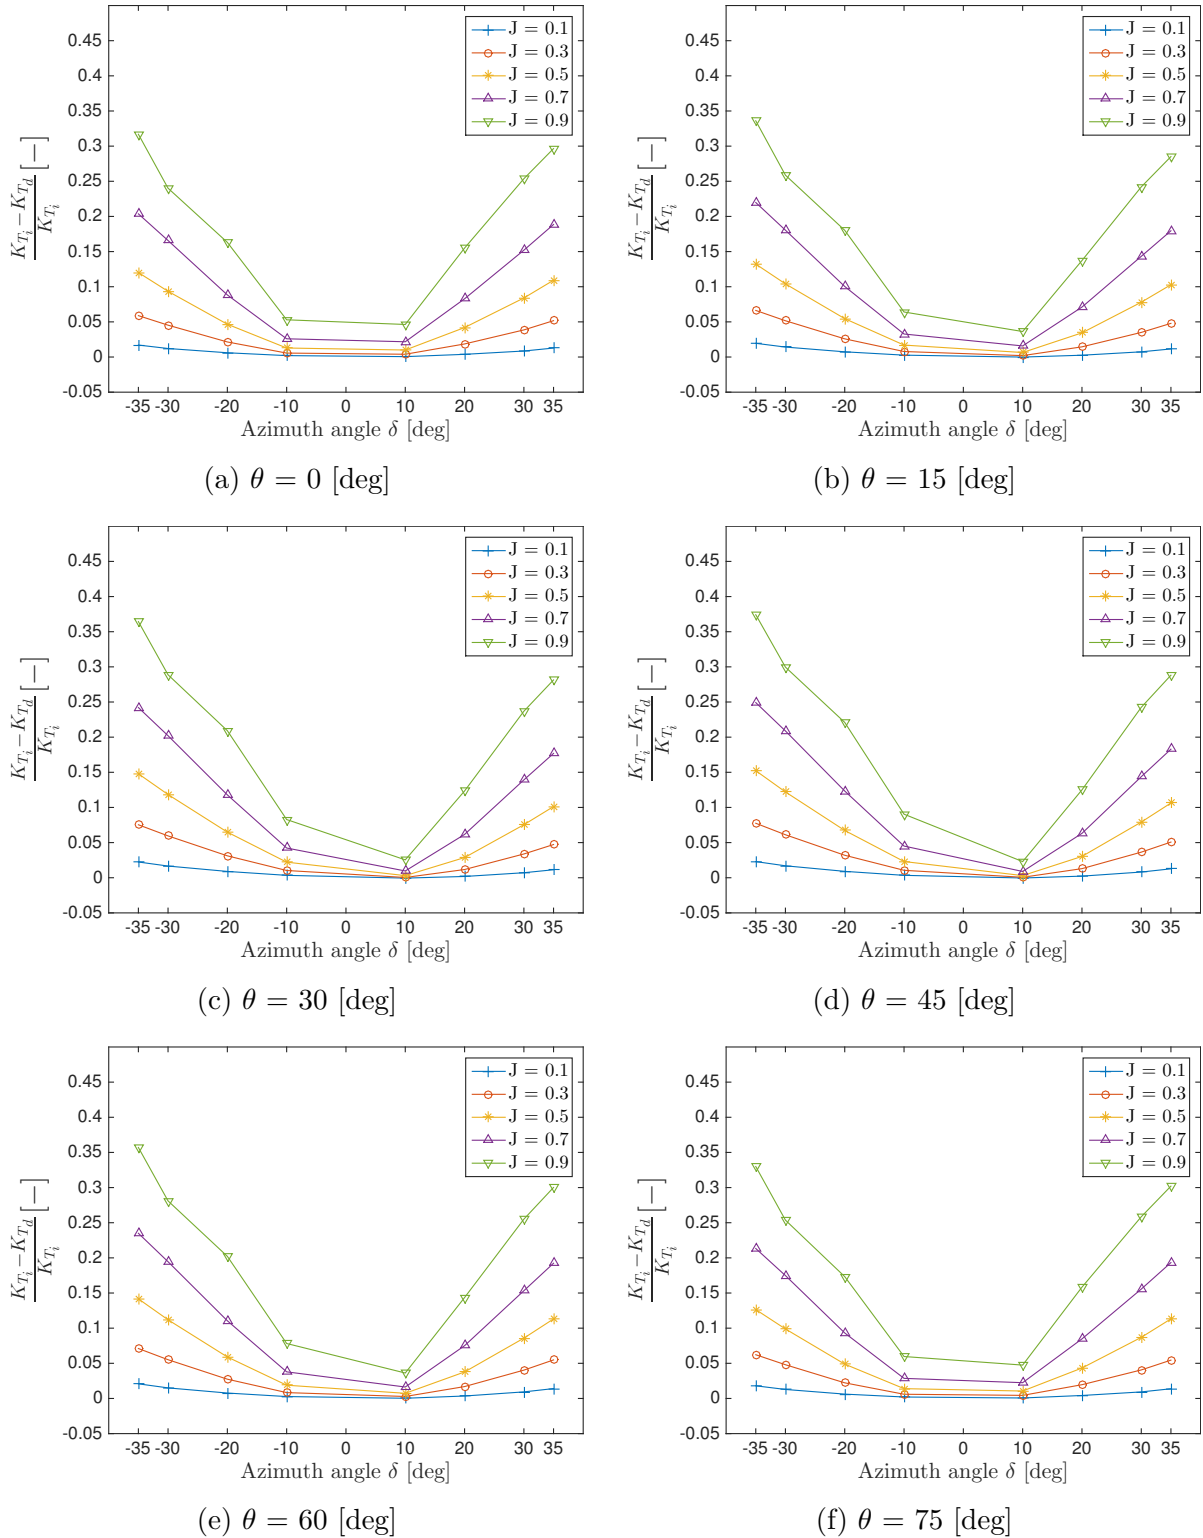 0.45
0.4
0.35
0.3
0.25
0.2
0.15
0.1
0.05
0
-0.05
K_{T_i} - K_{T_d} / K_{T_i} [−]
J = 0.1
J = 0.3
J = 0.5
J = 0.7
J = 0.9
-35 -30 -20 -10 0 10 20 30 35
Azimuth angle δ [deg]
(a) θ = 0 [deg]
0.45
0.4
0.35
0.3
0.25
0.2
0.15
0.1
0.05
0
-0.05
K_{T_i} - K_{T_d} / K_{T_i} [−]
J = 0.1
J = 0.3
J = 0.5
J = 0.7
J = 0.9
-35 -30 -20 -10 0 10 20 30 35
Azimuth angle δ [deg]
(b) θ = 15 [deg]
0.45
0.4
0.35
0.3
0.25
0.2
0.15
0.1
0.05
0
-0.05
K_{T_i} - K_{T_d} / K_{T_i} [−]
J = 0.1
J = 0.3
J = 0.5
J = 0.7
J = 0.9
-35 -30 -20 -10 0 10 20 30 35
Azimuth angle δ [deg]
(c) θ = 30 [deg]
0.45
0.4
0.35
0.3
0.25
0.2
0.15
0.1
0.05
0
-0.05
K_{T_i} - K_{T_d} / K_{T_i} [−]
J = 0.1
J = 0.3
J = 0.5
J = 0.7
J = 0.9
-35 -30 -20 -10 0 10 20 30 35
Azimuth angle δ [deg]
(d) θ = 45 [deg]
0.45
0.4
0.35
0.3
0.25
0.2
0.15
0.1
0.05
0
-0.05
K_{T_i} - K_{T_d} / K_{T_i} [−]
J = 0.1
J = 0.3
J = 0.5
J = 0.7
J = 0.9
-35 -30 -20 -10 0 10 20 30 35
Azimuth angle δ [deg]
(e) θ = 60 [deg]
0.45
0.4
0.35
0.3
0.25
0.2
0.15
0.1
0.05
0
-0.05
K_{T_i} - K_{T_d} / K_{T_i} [−]
J = 0.1
J = 0.3
J = 0.5
J = 0.7
J = 0.9
-35 -30 -20 -10 0 10 20 30 35
Azimuth angle δ [deg]
(f) θ = 75 [deg]